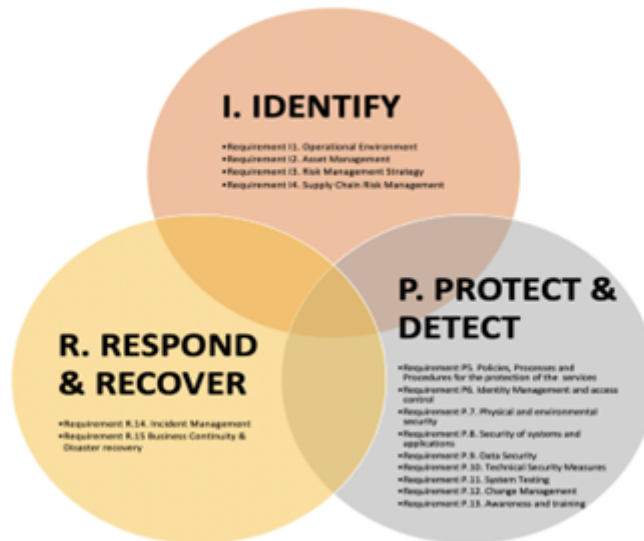 I. IDENTIFY
•Requirement I1. Operational Environment
•Requirement I2. Asset Management
•Requirement I3. Risk Management Strategy
•Requirement I4. Supply Chain Risk Management
R. RESPOND
& RECOVER
•Requirement R.14. Incident Management
•Requirement R.15 Business Continuity &
Disaster recovery
P. PROTECT &
DETECT
•Requirement P5. Policies, Processes and
Procedures for the protection of the services
•Requirement P6. Identity Management and access
control
•Requirement P.7. Physical and environmental
security
•Requirement P.8. Security of systems and
applications
•Requirement P.9. Data Security
•Requirement P.10. Technical Security Measures
•Requirement P.11. System Testing
•Requirement P.12. Change Management
•Requirement P.13. Awareness and training